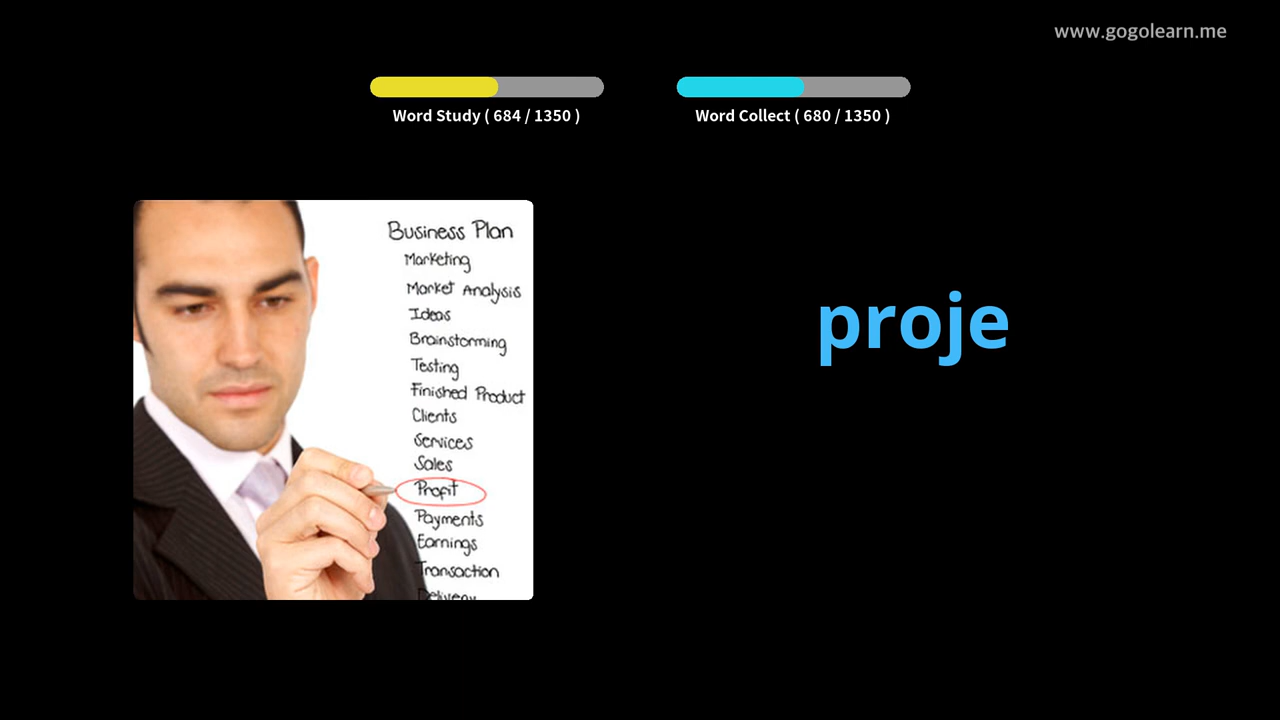 www.gogolearn.me
Word Study ( 684 / 1350 )
Word Collect ( 680 / 1350 )
Business Plan
Marketing
Market Analysis
Ideas
Brainstorming
Testing
Finished Product
Clients
Services
Sales
Profit
Payments
Earnings
Transaction
Delivery
proje